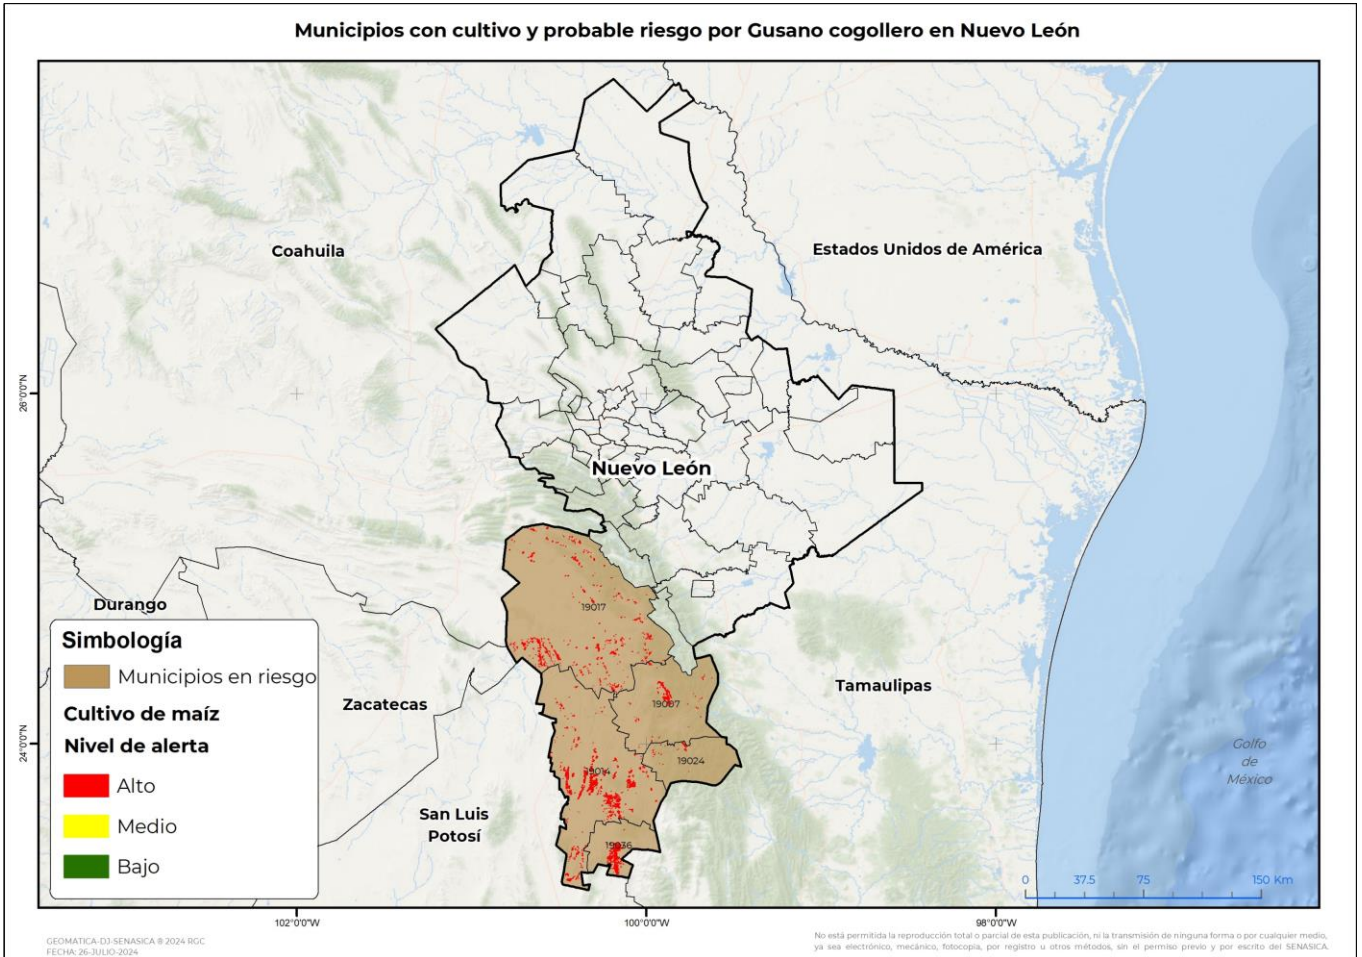 Municipios con cultivo y probable riesgo por Gusano cogollero en Nuevo León
Coahuila
Estados Unidos de América
26°0'0"N
Nuevo León
19017
Durango
Simbología
Municipios en riesgo
Cultivo de maíz
Nivel de alerta
Alto
Medio
Bajo
Zacatecas
Tamaulipas
19007
24°0'0"N
19024
19014
Golfo
de
México
San Luis
Potosí
19036
0 37.5 75 150 Km
102°0'0"W 100°0'0"W 98°0'0"W
GEOMÁTICA-DJ-SENASICA ® 2024 RGC
FECHA: 26-JULIO-2024
No está permitida la reproducción total o parcial de esta publicación, ni la transmisión de ninguna forma o por cualquier medio,
ya sea electrónico, mecánico, fotocopia, por registro u otros métodos, sin el permiso previo y por escrito del SENASICA.